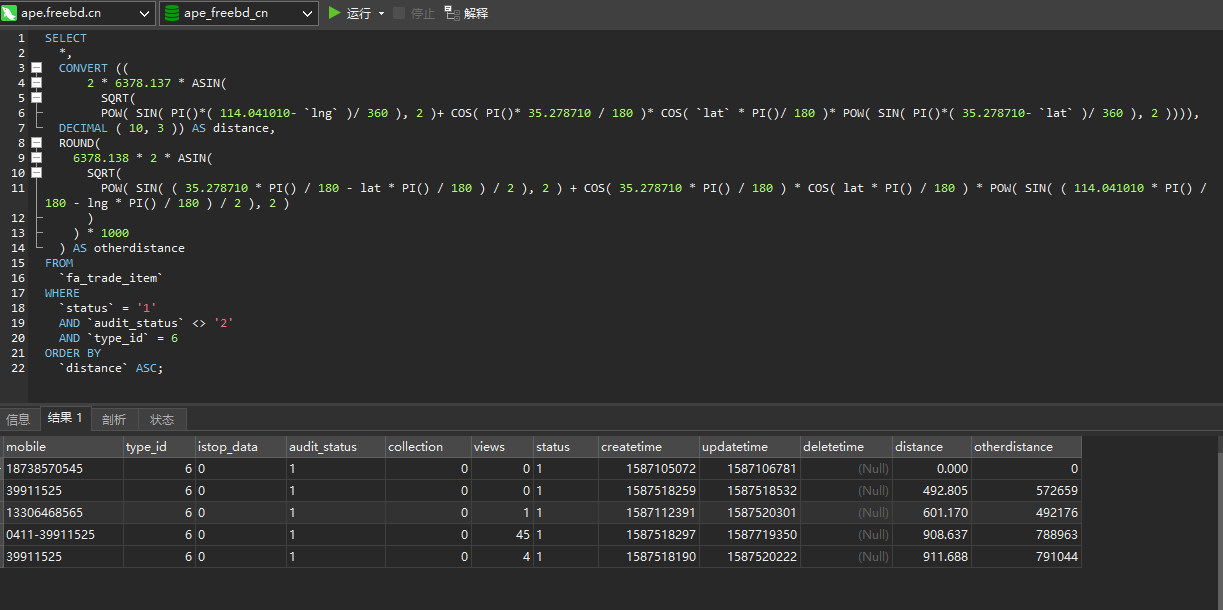 ape.freebd.cn ape_freebd_cn 运行 停止 解释
1 SELECT
2 *,
3 CONVERT ((
4 2 * 6378.137 * ASIN(
5 SQRT(
6 POW( SIN( PI()*( 114.041010- `lng` )/ 360 ), 2 )+ COS( PI()* 35.278710 / 180 )* COS( `lat` * PI()/ 180 )* POW( SIN( PI()*( 35.278710- `lat` )/ 360 ), 2 )))),
7 DECIMAL ( 10, 3 )) AS distance,
8 ROUND(
9 6378.138 * 2 * ASIN(
10 SQRT(
11 POW( SIN( ( 35.278710 * PI() / 180 - lat * PI() / 180 ) / 2 ), 2 ) + COS( 35.278710 * PI() / 180 ) * COS( lat * PI() / 180 ) * POW( SIN( ( 114.041010 * PI() /
180 - lng * PI() / 180 ) / 2 ), 2 )
12 )
13 ) * 1000
14 ) AS otherdistance
15 FROM
16 `fa_trade_item`
17 WHERE
18 `status` = '1'
19 AND `audit_status` <> '2'
20 AND `type_id` = 6
21 ORDER BY
22 `distance` ASC;
信息 结果 1 剖析 状态
mobile type_id istop_data audit_status collection views status createtime updatetime deletetime distance otherdistance
18738570545 6 0 1 0 0 1 1587105072 1587106781 (Null) 0.000 0
39911525 6 0 1 0 0 1 1587518259 1587518532 (Null) 492.805 572659
13306468565 6 0 1 0 1 1 1587112391 1587520301 (Null) 601.170 492176
0411-39911525 6 0 1 0 45 1 1587518297 1587719350 (Null) 908.637 788963
39911525 6 0 1 0 4 1 1587518190 1587520222 (Null) 911.688 791044